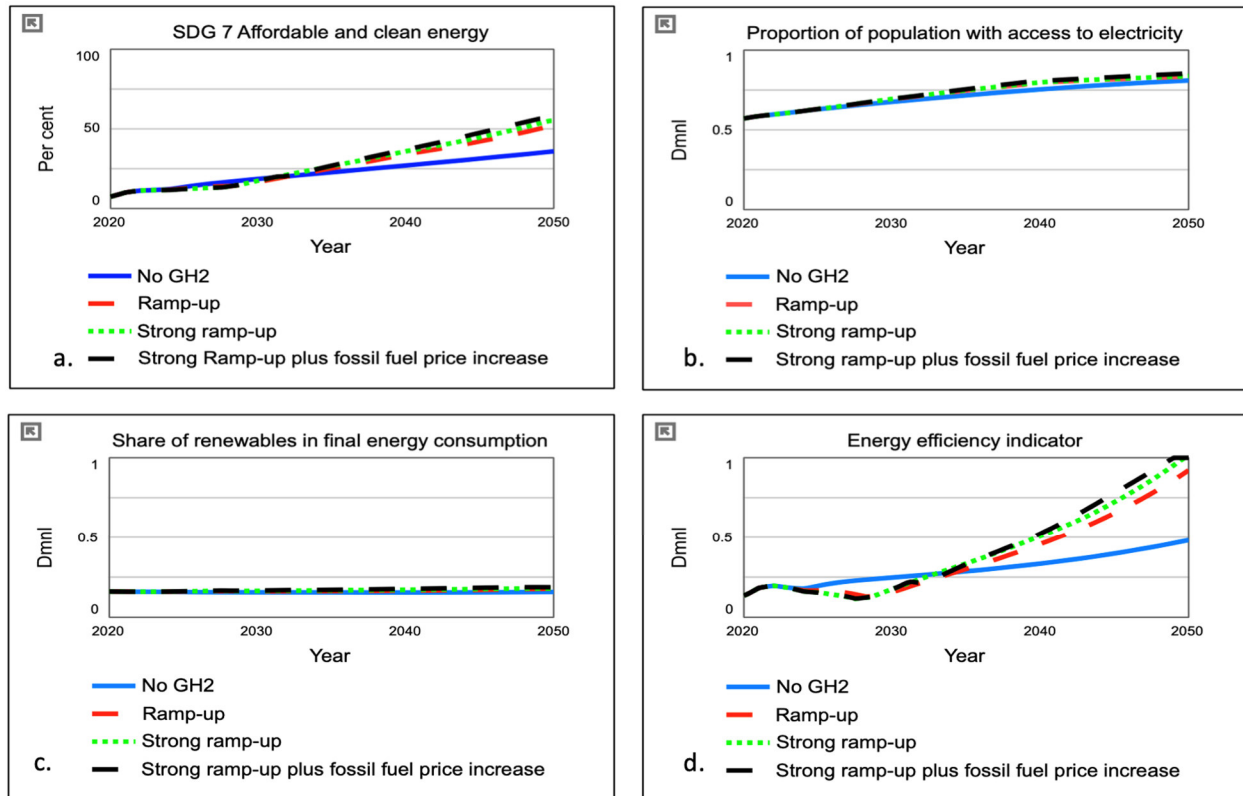 SDG 7 Affordable and clean energy
100
50
0
Per cent
2020 2030 2040 2050
Year
No GH2
Ramp-up
Strong ramp-up
Strong Ramp-up plus fossil fuel price increase
a.
Proportion of population with access to electricity
1
0.5
0
Dmnl
2020 2030 2040 2050
Year
No GH2
Ramp-up
Strong ramp-up
Strong ramp-up plus fossil fuel price increase
b.
Share of renewables in final energy consumption
1
0.5
0
Dmnl
2020 2030 2040 2050
Year
No GH2
Ramp-up
Strong ramp-up
Strong ramp-up plus fossil fuel price increase
c.
Energy efficiency indicator
1
0.5
0
Dmnl
2020 2030 2040 2050
Year
No GH2
Ramp-up
Strong ramp-up
Strong ramp-up plus fossil fuel price increase
d.